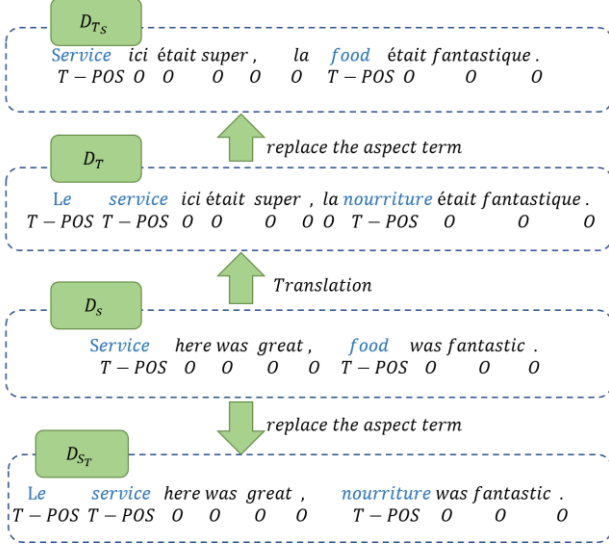 D_{T_S}
Service ici était super, la food était fantastique.
T − POS O O O O O T − POS O O O
replace the aspect term
D_T
Le service ici était super , la nourriture était fantastique.
T − POS T − POS O O O O O T − POS O O O
Translation
D_s
Service here was great , food was fantastic .
T − POS O O O O T − POS O O O
replace the aspect term
D_{S_T}
Le service here was great , nourriture was fantastic .
T − POS T − POS O O O O T − POS O O O